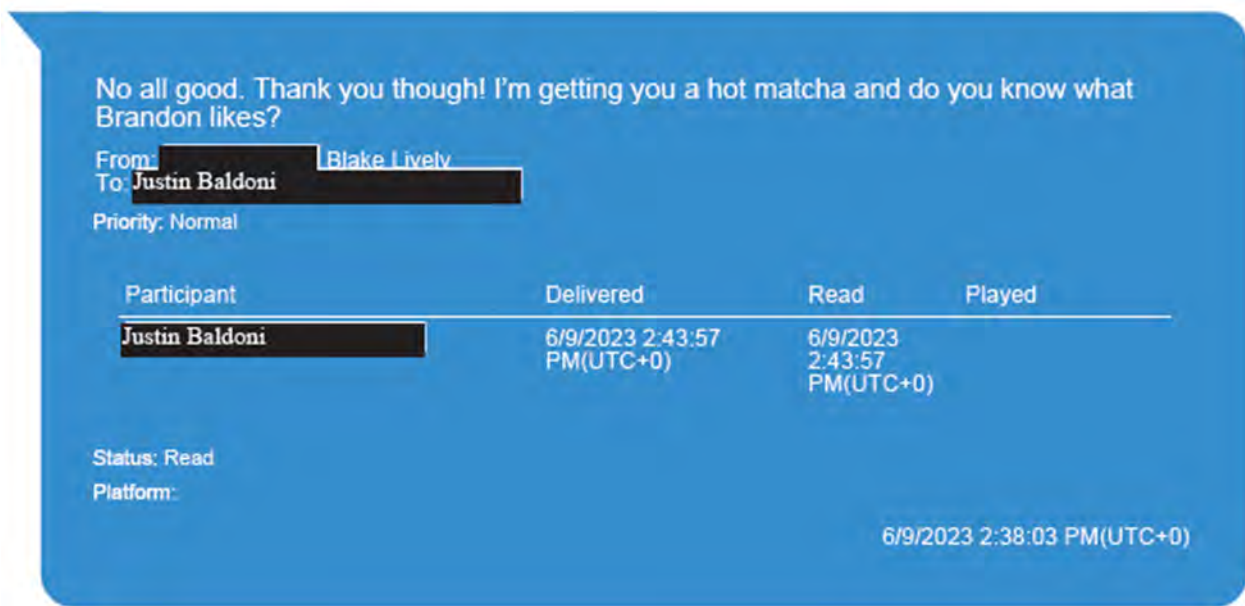 No all good. Thank you though! I'm getting you a hot matcha and do you know what
Brandon likes?
From: Blake Lively
To: Justin Baldoni
Priority: Normal
Participant Delivered Read Played
Justin Baldoni 6/9/2023 2:43:57 6/9/2023
PM(UTC+0) 2:43:57
PM(UTC+0)
Status: Read
Platform:
6/9/2023 2:38:03 PM(UTC+0)